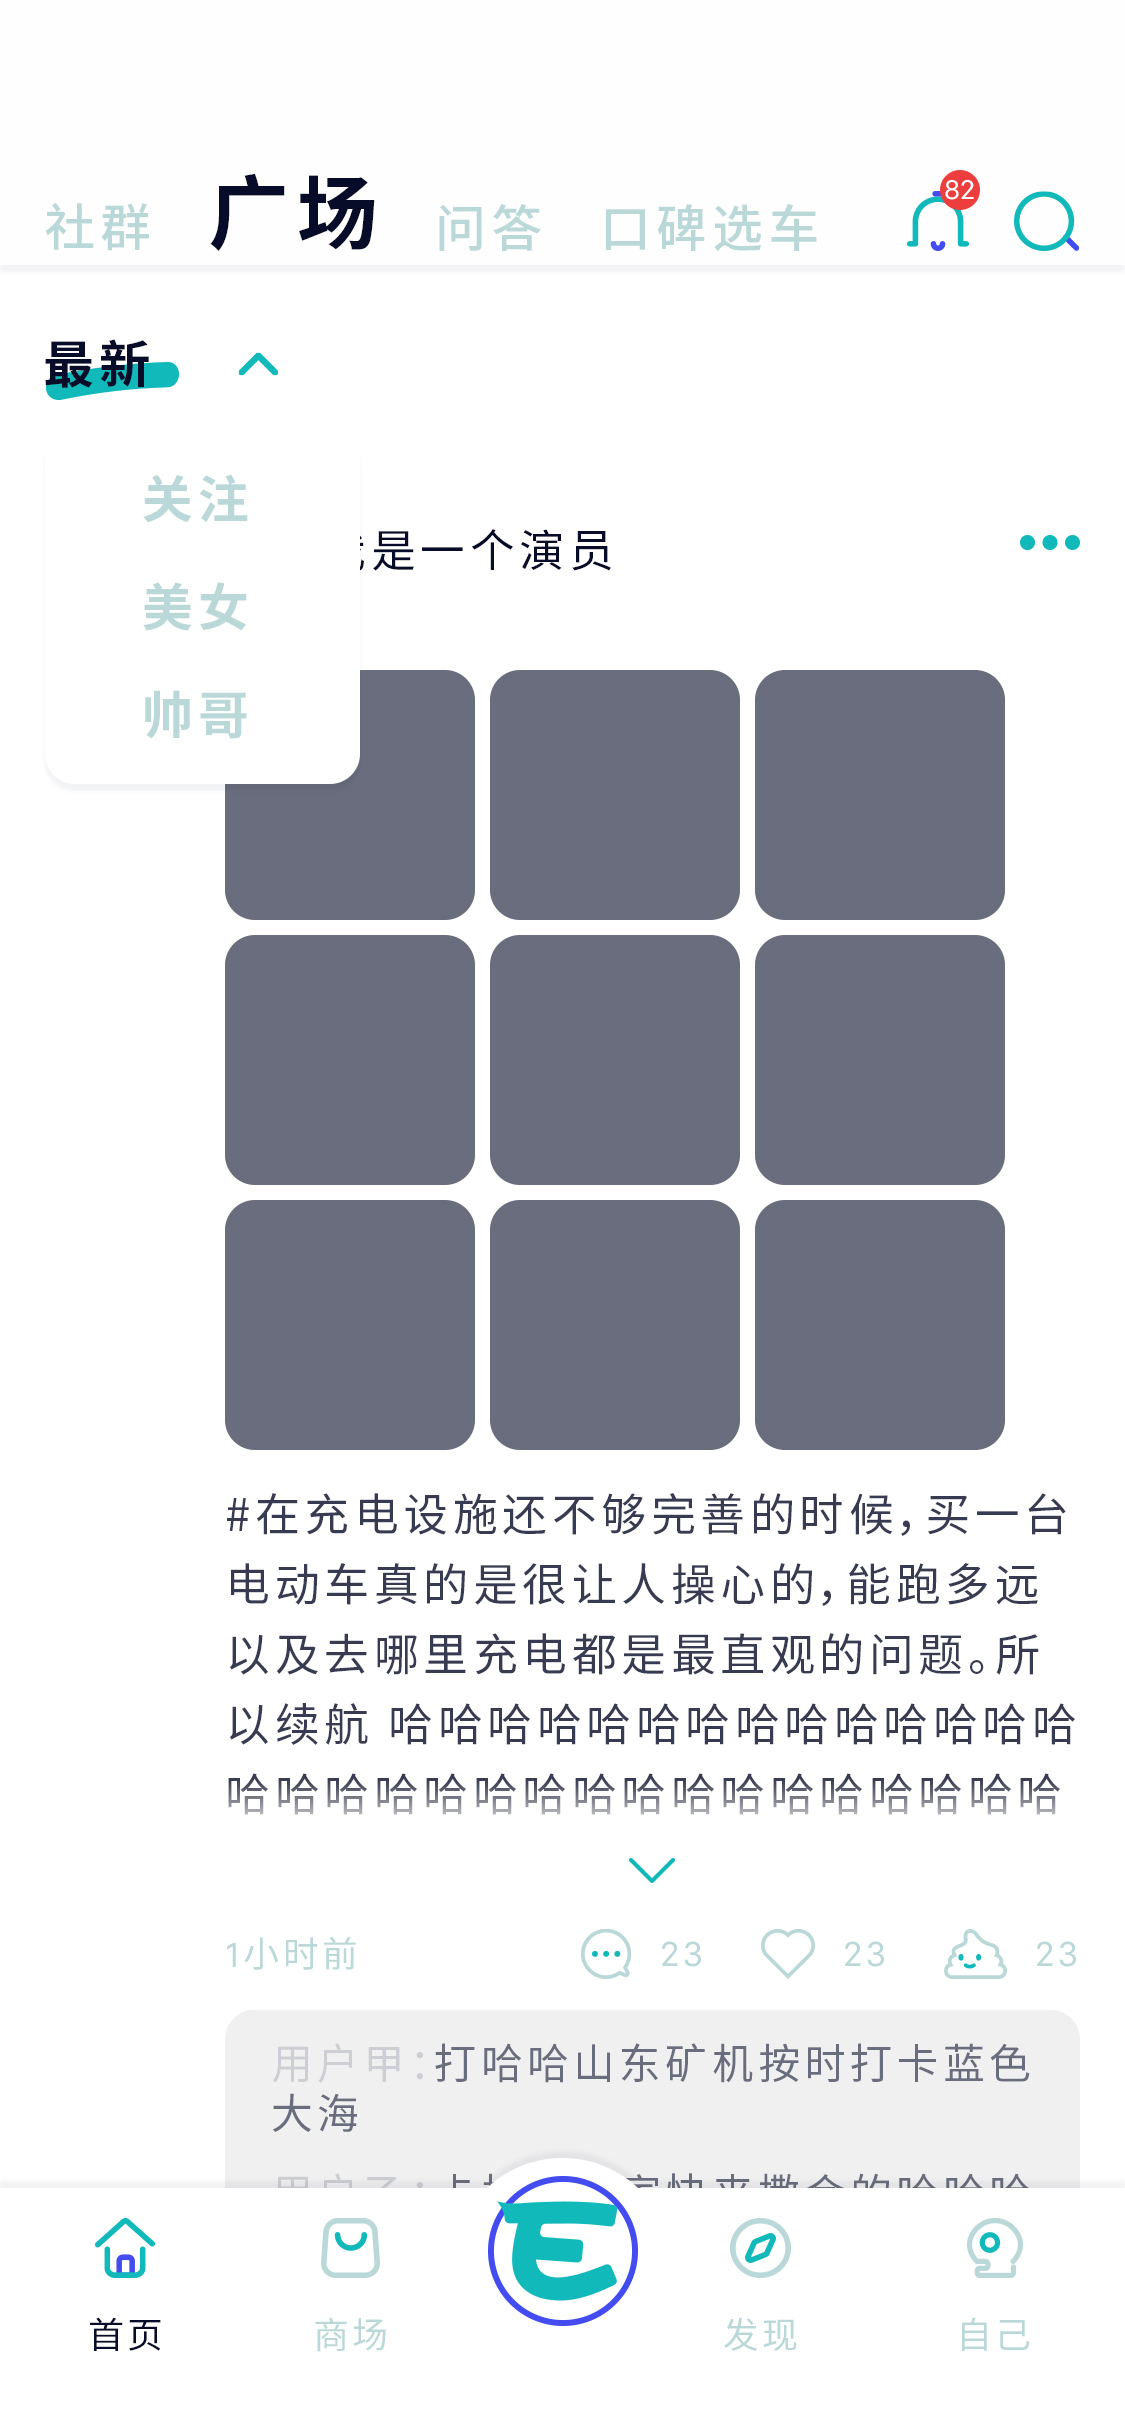 社群 广场 问答 口碑选车 82
最新
关注
是一个演员
美女
帅哥
#在充电设施还不够完善的时候，买一台
电动车真的是很让人操心的，能跑多远
以及去哪里充电都是最直观的问题。所
以续航 哈哈哈哈哈哈哈哈哈哈哈哈哈哈
哈哈哈哈哈哈哈哈哈哈哈哈哈哈哈哈哈
1小时前 23 23 23
用户甲：打哈哈山东矿机按时打卡蓝色
大海
首页 商场 发现 自己